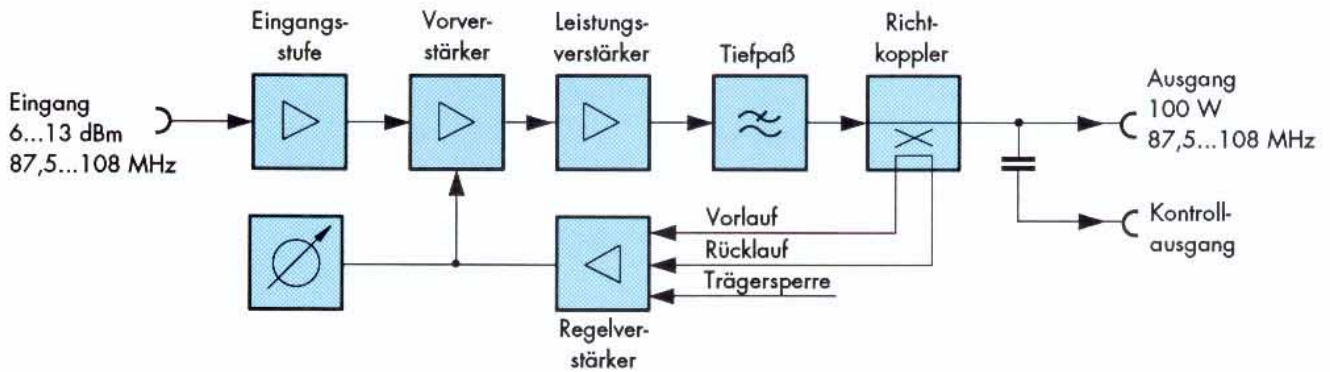 Eingangs-
stufe
Vorver-
stärker
Leistungs-
verstärker
Tiefpaß
Richt-
koppler
Eingang
6...13 dBm
87,5...108 MHz
Ausgang
100 W
87,5...108 MHz
Vorlauf
Rücklauf
Trägersperre
Kontroll-
ausgang
Regelver-
stärker